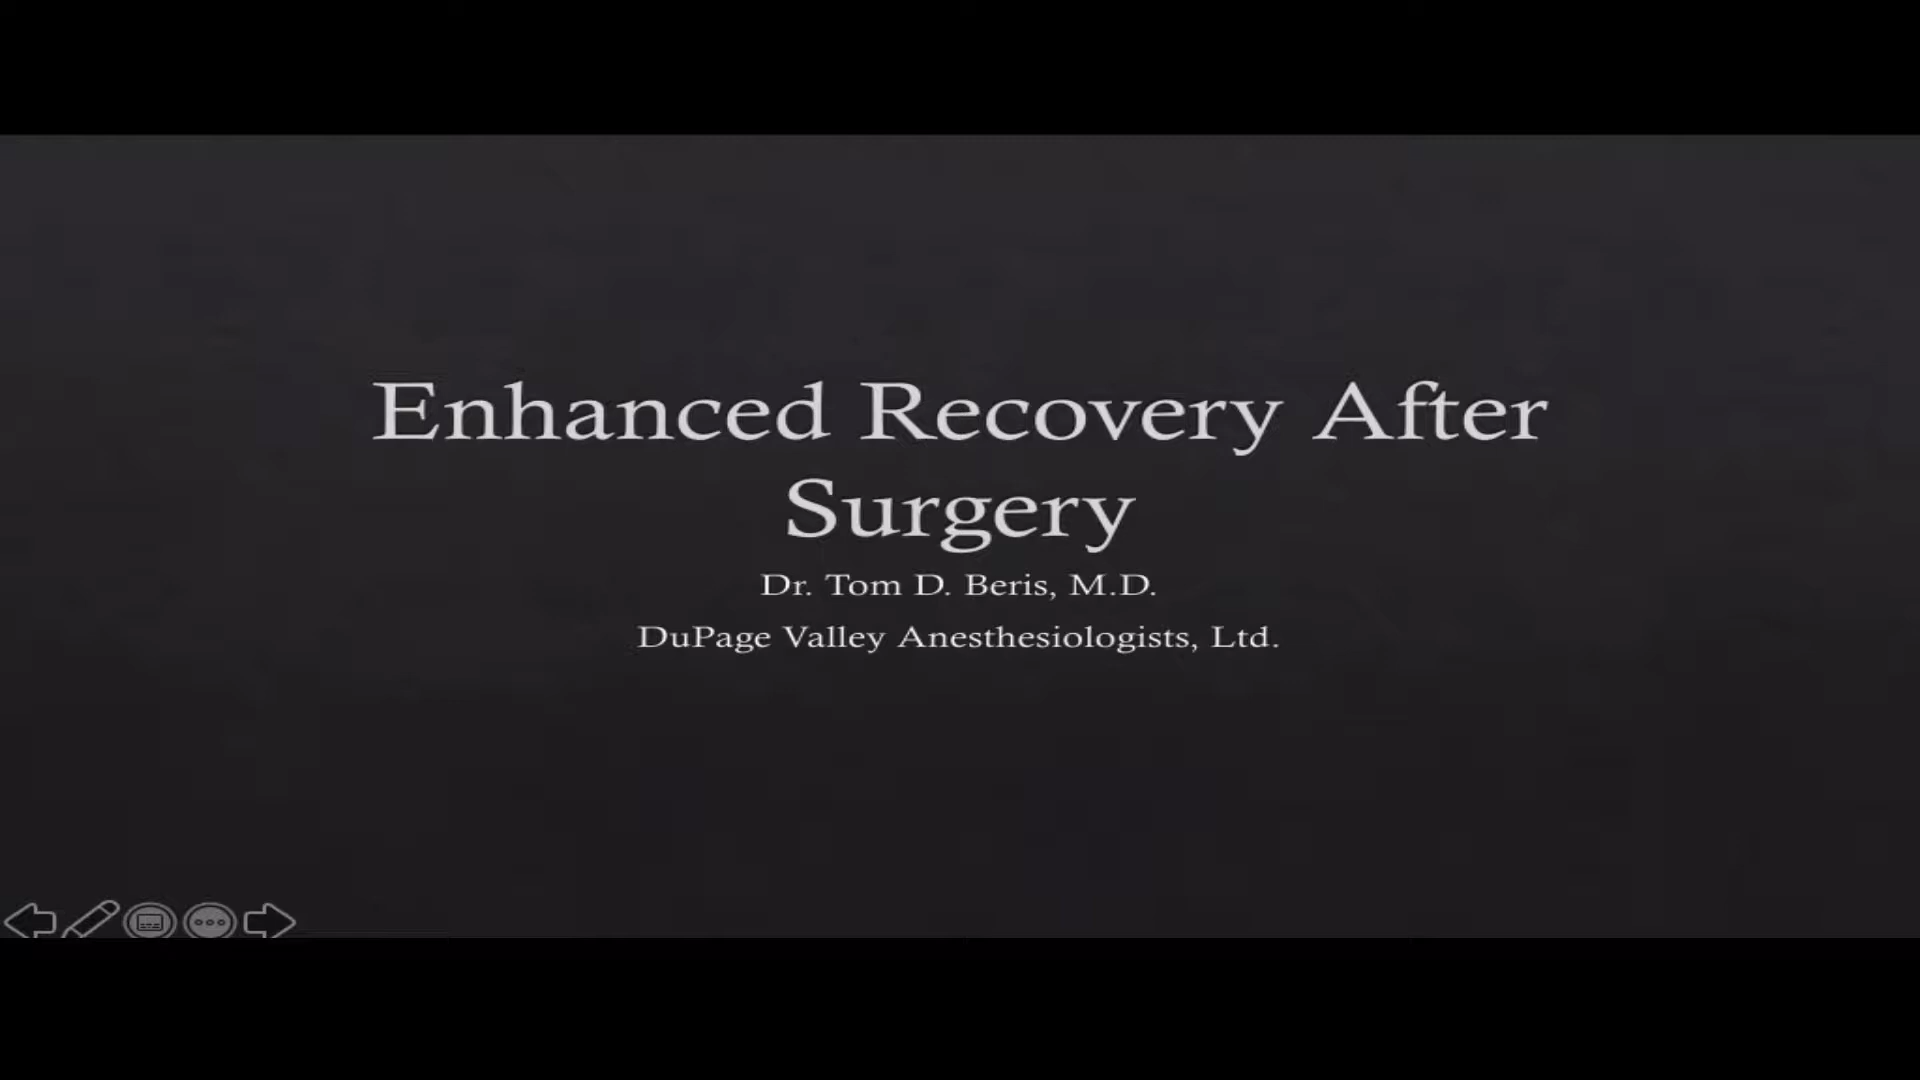 Enhanced Recovery After
Surgery
Dr. Tom D. Beris, M.D.
DuPage Valley Anesthesiologists, Ltd.